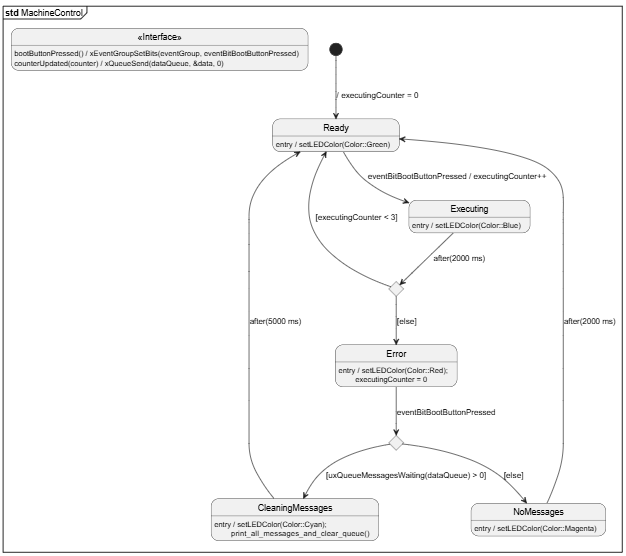 std MachineControl
«Interface»
bootButtonPressed() / xEventGroupSetBits(eventGroup, eventBitBootButtonPressed)
counterUpdated(counter) / xQueueSend(dataQueue, &data, 0)
/ executingCounter = 0
Ready
entry / setLEDColor(Color::Green)
eventBitBootButtonPressed / executingCounter++
Executing
entry / setLEDColor(Color::Blue)
[executingCounter < 3]
after(2000 ms)
after(5000 ms)
[else]
after(2000 ms)
Error
entry / setLEDColor(Color::Red);
executingCounter = 0
eventBitBootButtonPressed
[uxQueueMessagesWaiting(dataQueue) > 0]
[else]
CleaningMessages
entry / setLEDColor(Color::Cyan);
print_all_messages_and_clear_queue()
NoMessages
entry / setLEDColor(Color::Magenta)